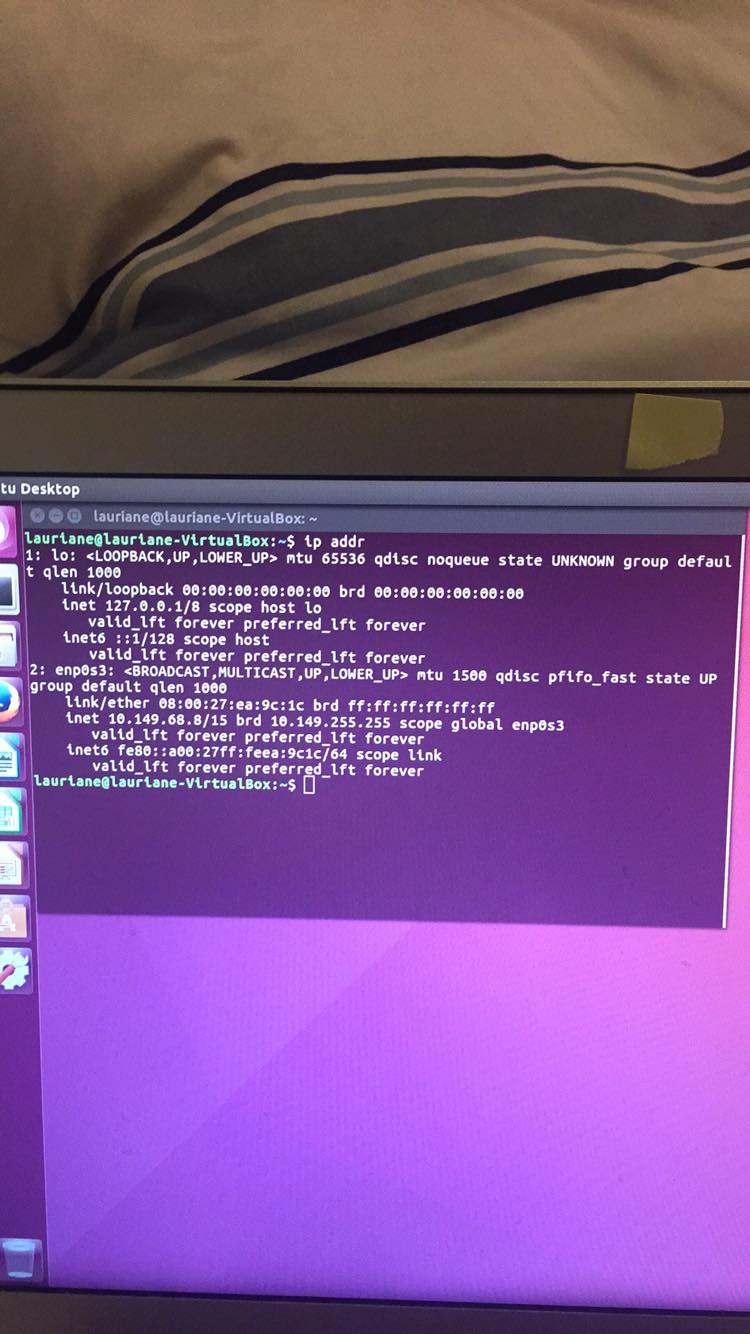 tu Desktop
lauriane@lauriane-VirtualBox: ~
lauriane@lauriane-VirtualBox:~$ ip addr
1: lo: <LOOPBACK,UP,LOWER_UP> mtu 65536 qdisc noqueue state UNKNOWN group defaul
t qlen 1000
link/loopback 00:00:00:00:00:00 brd 00:00:00:00:00:00
inet 127.0.0.1/8 scope host lo
valid_lft forever preferred_lft forever
inet6 ::1/128 scope host
valid_lft forever preferred_lft forever
2: enp0s3: <BROADCAST,MULTICAST,UP,LOWER_UP> mtu 1500 qdisc pfifo_fast state UP
group default qlen 1000
link/ether 08:00:27:ea:9c:1c brd ff:ff:ff:ff:ff:ff
inet 10.149.68.8/15 brd 10.149.255.255 scope global enp0s3
valid_lft forever preferred_lft forever
inet6 fe80::a00:27ff:feea:9c1c/64 scope link
valid_lft forever preferred_lft forever
lauriane@lauriane-VirtualBox:~$